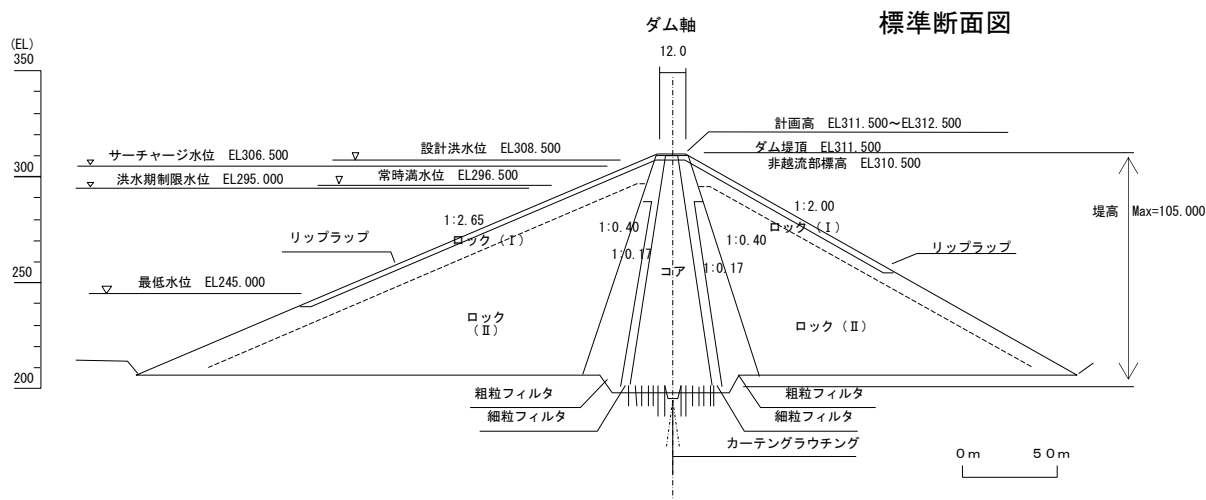 標準断面図
ダム軸
12.0
(EL)
350
300
250
200
計画高 EL311.500～EL312.500
ダム堤頂 EL311.500
非越流部標高 EL310.500
設計洪水位 EL308.500
サーチャージ水位 EL306.500
常時満水位 EL296.500
洪水期制限水位 EL295.000
堤高 Max=105.000
1:2.65
1:2.00
リップラップ
ロック(Ⅰ)
1:0.40
1:0.17
コア
1:0.40
1:0.17
ロック(Ⅰ)
リップラップ
最低水位 EL245.000
ロック
(Ⅱ)
ロック(Ⅱ)
粗粒フィルタ
粗粒フィルタ
細粒フィルタ
細粒フィルタ
カーテングラウチング
0m 50m